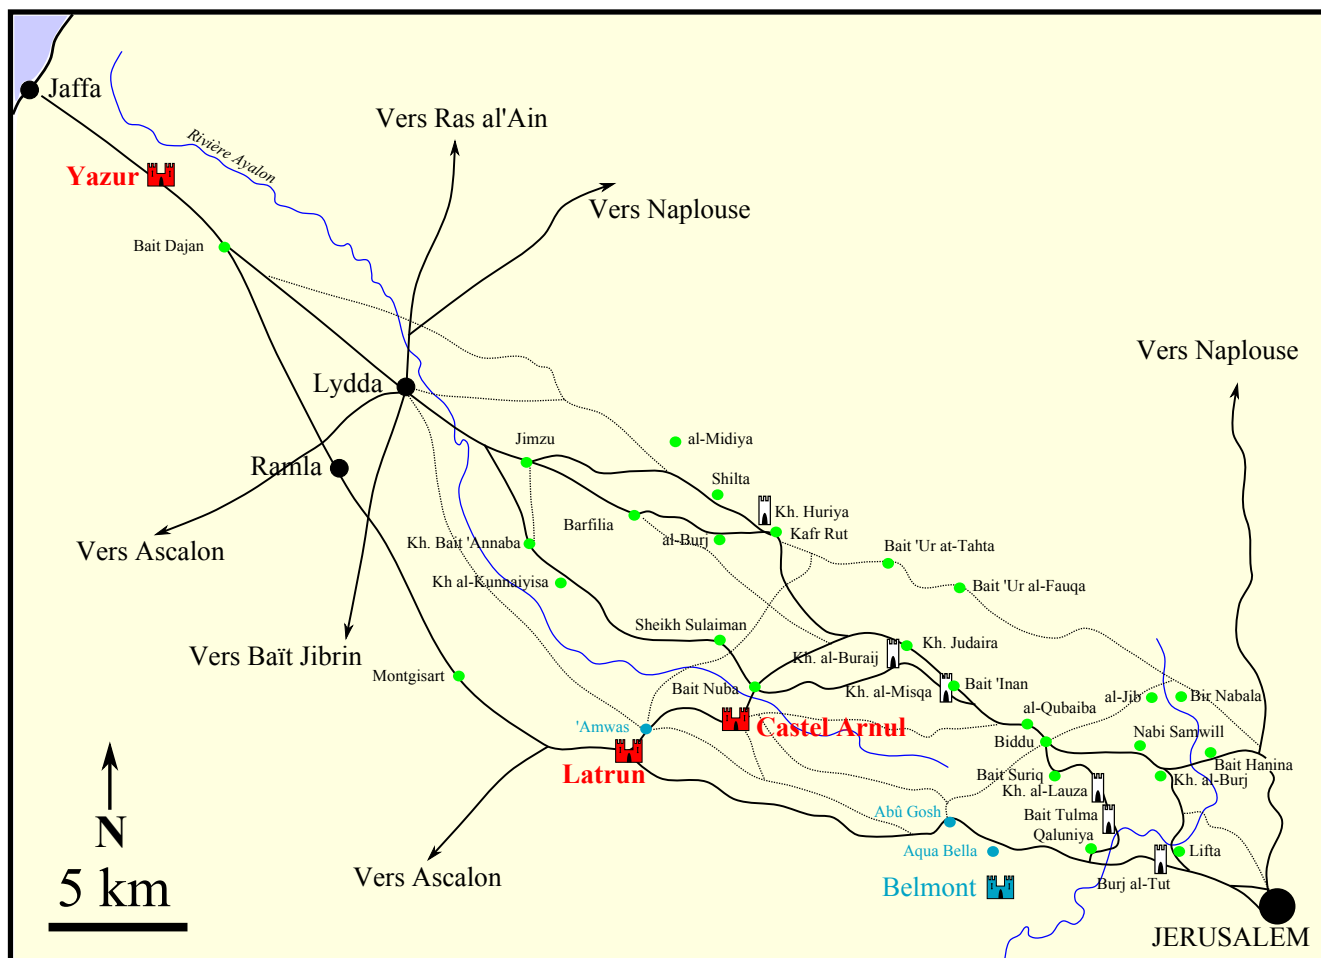 Jaffa
Vers Ras al'Ain
Rivière Ayalon
Yazur
Vers Naplouse
Bait Dajan
Vers Naplouse
Lydda
Jimzu
al-Midiya
Ramla
Shilta
Kh. Huriya
Barfilia
Kafr Rut
al-Burj
Vers Ascalon
Kh. Bait 'Annaba
Bait 'Ur at-Tahta
Kh al-Kunnaiyisa
Bait 'Ur al-Fauqa
Sheikh Sulaiman
Kh. Judaira
Vers Baït Jibrin
Kh. al-Buraij
Montgisart
Bait Nuba
Kh. al-Misqa
Bait 'Inan
al-Jib
Bir Nabala
al-Qubaiba
'Amwas
Castel Arnul
Biddu
Nabi Samwill
Bait Hanina
Latrun
Bait Suriq
Kh. al-Burj
Kh. al-Lauza
Abû Gosh
Bait Tulma
N
Qaluniya
Aqua Bella
Lifta
Vers Ascalon
Belmont
Burj al-Tut
5 km
JERUSALEM